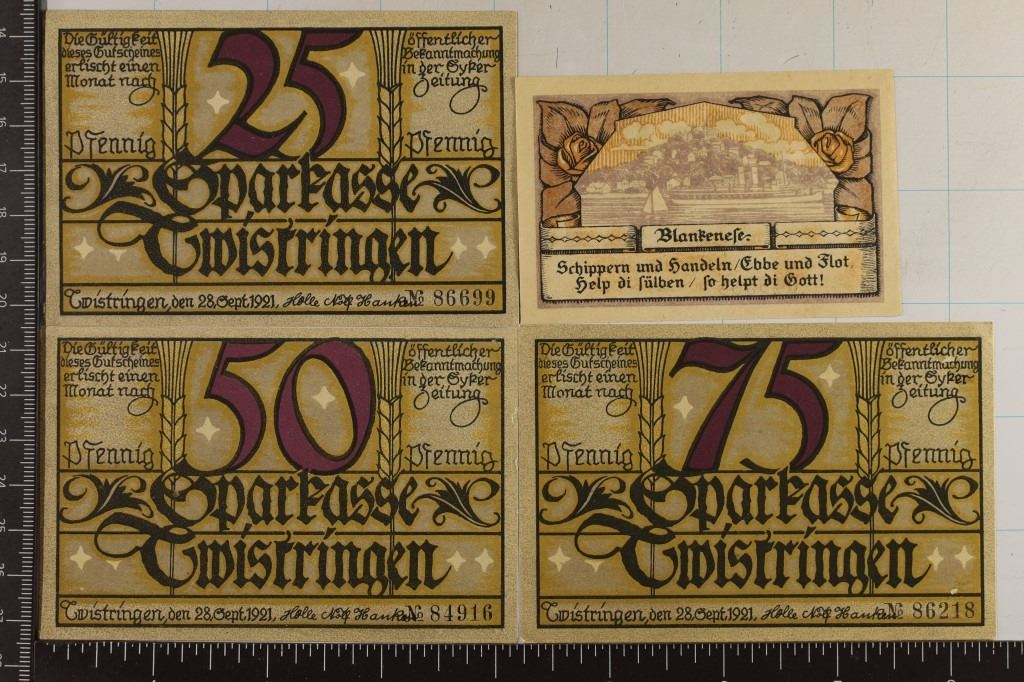 Die Gültigkeit
dieses Gutscheines
erlischt einen
Monat nach
25
öffentlicher
Bekanntmachung
in der Syker
Zeitung.
Pfennig
Pfennig
Sparkasse
Twistringen
Twistringen, den 28.Sept.1921. Nº 86699
Blankenese.
Schippern und Handeln / Ebbe und Flot
Help di sülben / so helpt di Gott!
Die Gültigkeit
dieses Gutscheines
erlischt einen
Monat nach
50
öffentlicher
Bekanntmachung
in der Syker
Zeitung.
Pfennig
Pfennig
Sparkasse
Twistringen
Twistringen, den 28.Sept.1921. Nº 84916
Die Gültigkeit
dieses Gutscheines
erlischt einen
Monat nach
75
öffentlicher
Bekanntmachung
in der Syker
Zeitung.
Pfennig
Pfennig
Sparkasse
Twistringen
Twistringen, den 28.Sept.1921. Nº 86218